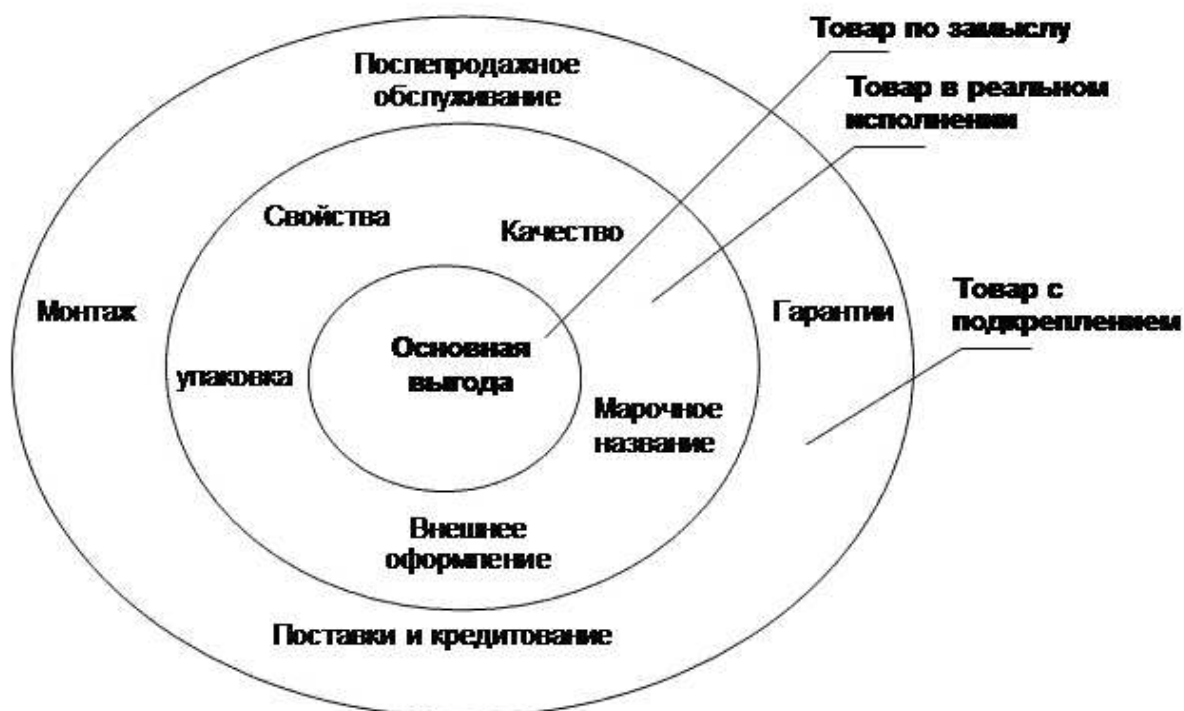 Товар по замыслу
Послепродажное
обслуживание
Товар в реальном
исполнении
Свойства
Качество
Монтаж
Гарантии
Товар с
подкреплением
Основная
выгода
упаковка
Марочное
название
Внешнее
оформление
Поставки и кредитование